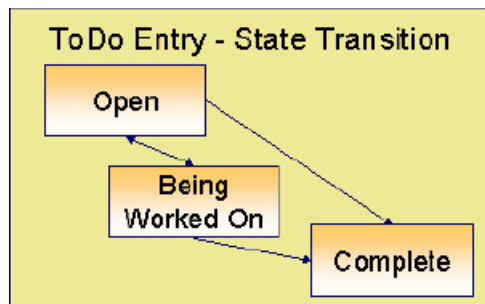 ToDo Entry - State Transition
Open
Being
Worked On
Complete